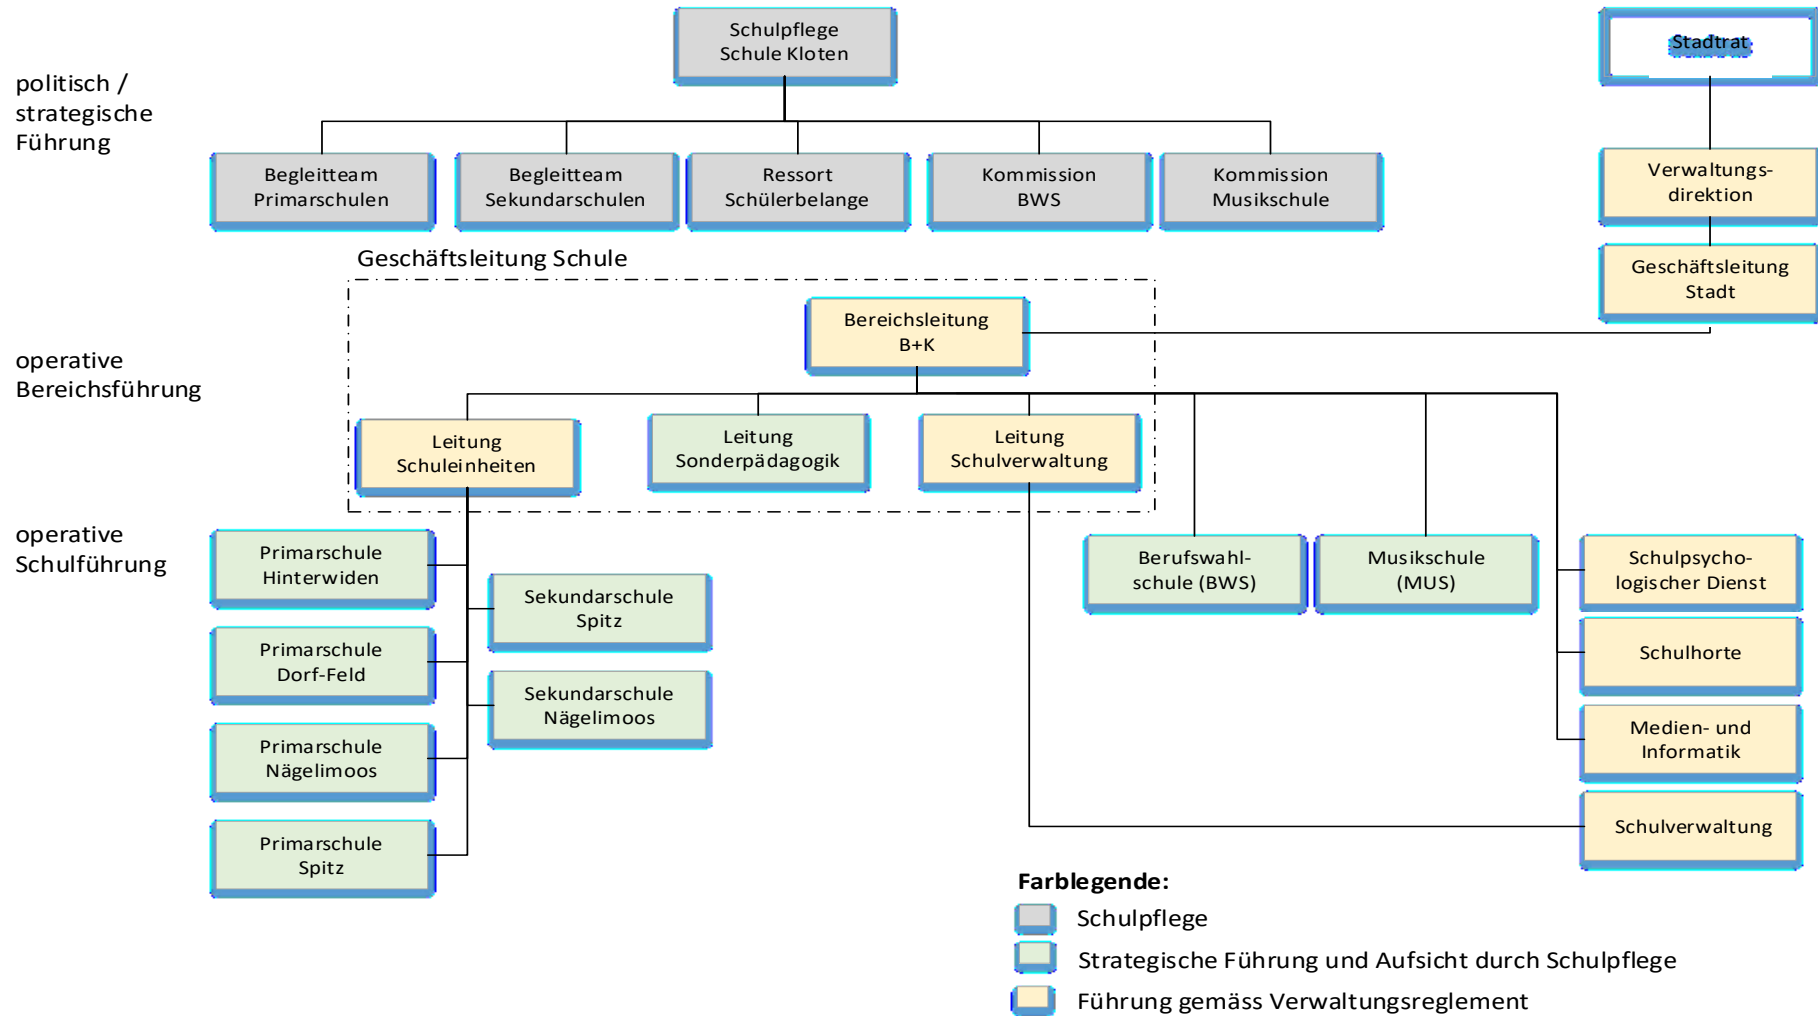 Schulpflege
Schule Kloten
Stadtrat
politisch /
strategische
Führung
Begleitteam
Primarschulen
Begleitteam
Sekundarschulen
Ressort
Schülerbelange
Kommission
BWS
Kommission
Musikschule
Verwaltungs-
direktion
Geschäftsleitung Schule
Geschäftsleitung
Stadt
Bereichsleitung
B+K
operative
Bereichsführung
Leitung
Schuleinheiten
Leitung
Sonderpädagogik
Leitung
Schulverwaltung
operative
Schulführung
Primarschule
Hinterwiden
Sekundarschule
Spitz
Primarschule
Dorf-Feld
Sekundarschule
Nägelimoos
Primarschule
Nägelimoos
Primarschule
Spitz
Berufswahl-
schule (BWS)
Musikschule
(MUS)
Schulpsycho-
logischer Dienst
Schulhorte
Medien- und
Informatik
Schulverwaltung
Farblegende:
Schulpflege
Strategische Führung und Aufsicht durch Schulpflege
Führung gemäss Verwaltungsreglement